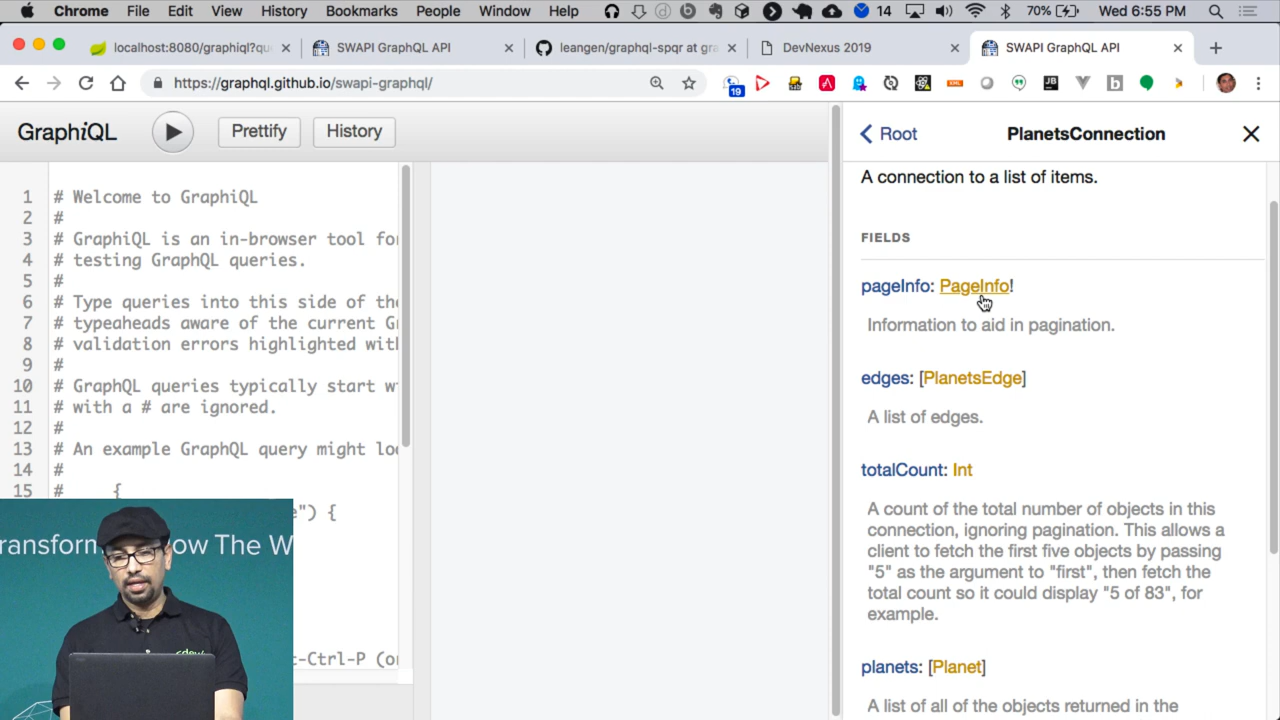 Chrome File Edit View History Bookmarks People Window Help 14 70% Wed 6:55 PM
localhost:8080/graphiql?qu
SWAPI GraphQL API
leangen/graphql-spqr at gra
DevNexus 2019
SWAPI GraphQL API
https://graphql.github.io/swapi-graphql/
19
JB
GraphiQL
Prettify
History
Root
PlanetsConnection
1 # Welcome to GraphiQL
2 #
3 # GraphiQL is an in-browser tool for
4 # testing GraphQL queries.
5 #
6 # Type queries into this side of the
7 # typeaheads aware of the current Gr
8 # validation errors highlighted with
9 #
10 # GraphQL queries typically start wi
11 # with a # are ignored.
12 #
13 # An example GraphQL query might loo
14 #
15 # {
e") {
c-Ctrl-P (or
A connection to a list of items.
FIELDS
pageInfo: PageInfo!
Information to aid in pagination.
edges: [PlanetsEdge]
A list of edges.
totalCount: Int
A count of the total number of objects in this
connection, ignoring pagination. This allows a
client to fetch the first five objects by passing
"5" as the argument to "first", then fetch the
total count so it could display "5 of 83", for
example.
planets: [Planet]
A list of all of the objects returned in the
ransform
ow The W